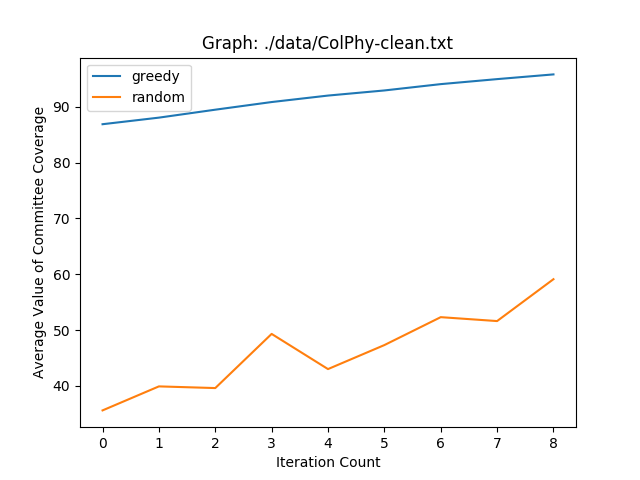 Graph: ./data/ColPhy-clean.txt
greedy
random
Average Value of Committee Coverage
90
80
70
60
50
40
0 1 2 3 4 5 6 7 8
Iteration Count